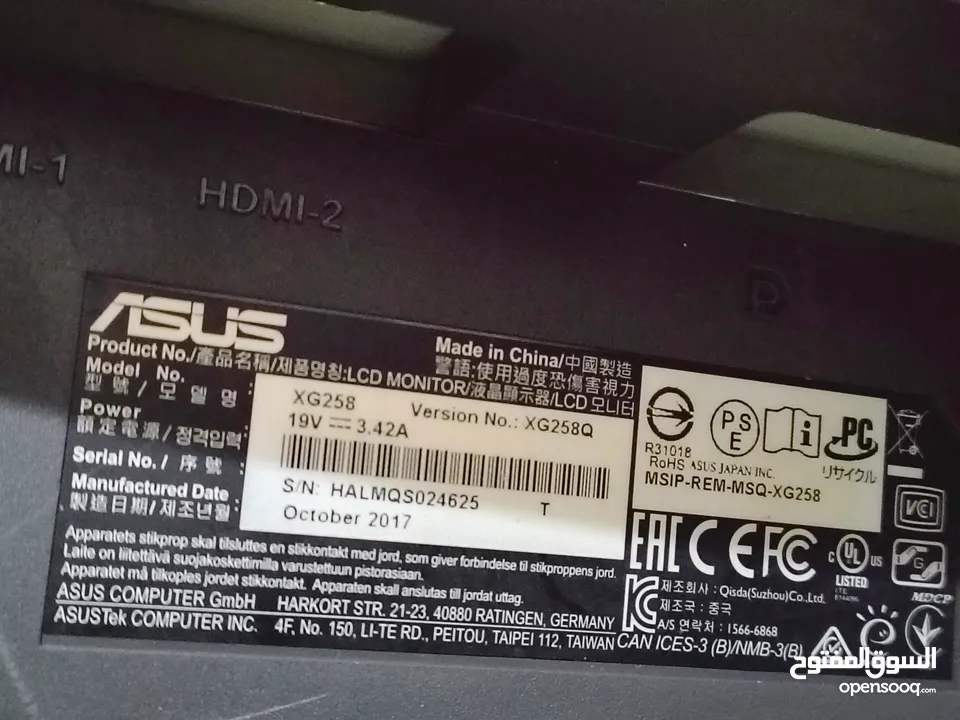 MI-1
HDMI-2
ASUS
Made in China/中國製造
警語:使用過度恐傷害視力
Product No./產品名稱/제품명칭:LCD MONITOR/液晶顯示器/LCD 모니터
Model No.
型號/모델명:
XG258
Version No.: XG258Q
Power
額定電源/정격입력:
19V ⎓ 3.42A
Serial No./序號:
S/N: HALMQS024625
T
Manufactured Date
製造日期/제조년월:
October 2017
PS
E
i
PC
R31018
RoHS ASUS JAPAN INC.
リサイクル
MSIP-REM-MSQ-XG258
VCI
Apparatets stikprop skal tilsluttes en stikkontakt med jord, som giver forbindelse til stikproppens jord.
Laite on liitettävä suojakoskettimilla varustettuun pistorasiaan.
Apparatet må tilkoples jordet stikkontakt. Apparaten skall anslutas till jordat uttag.
ASUS COMPUTER GmbH HARKORT STR. 21-23, 40880 RATINGEN, GERMANY
ASUSTek COMPUTER INC. 4F, No. 150, LI-TE RD., PEITOU, TAIPEI 112, TAIWAN CAN ICES-3 (B)/NMB-3(B)
EAC CE FC
C UL US
LISTED
I.T.E.
G
MDCP
KC
제조회사 : Qisda(Suzhou)Co.,Ltd.
제조국 : 중국
A/S 연락처 : 1566-6868
السوق المفتوح
opensooq.com